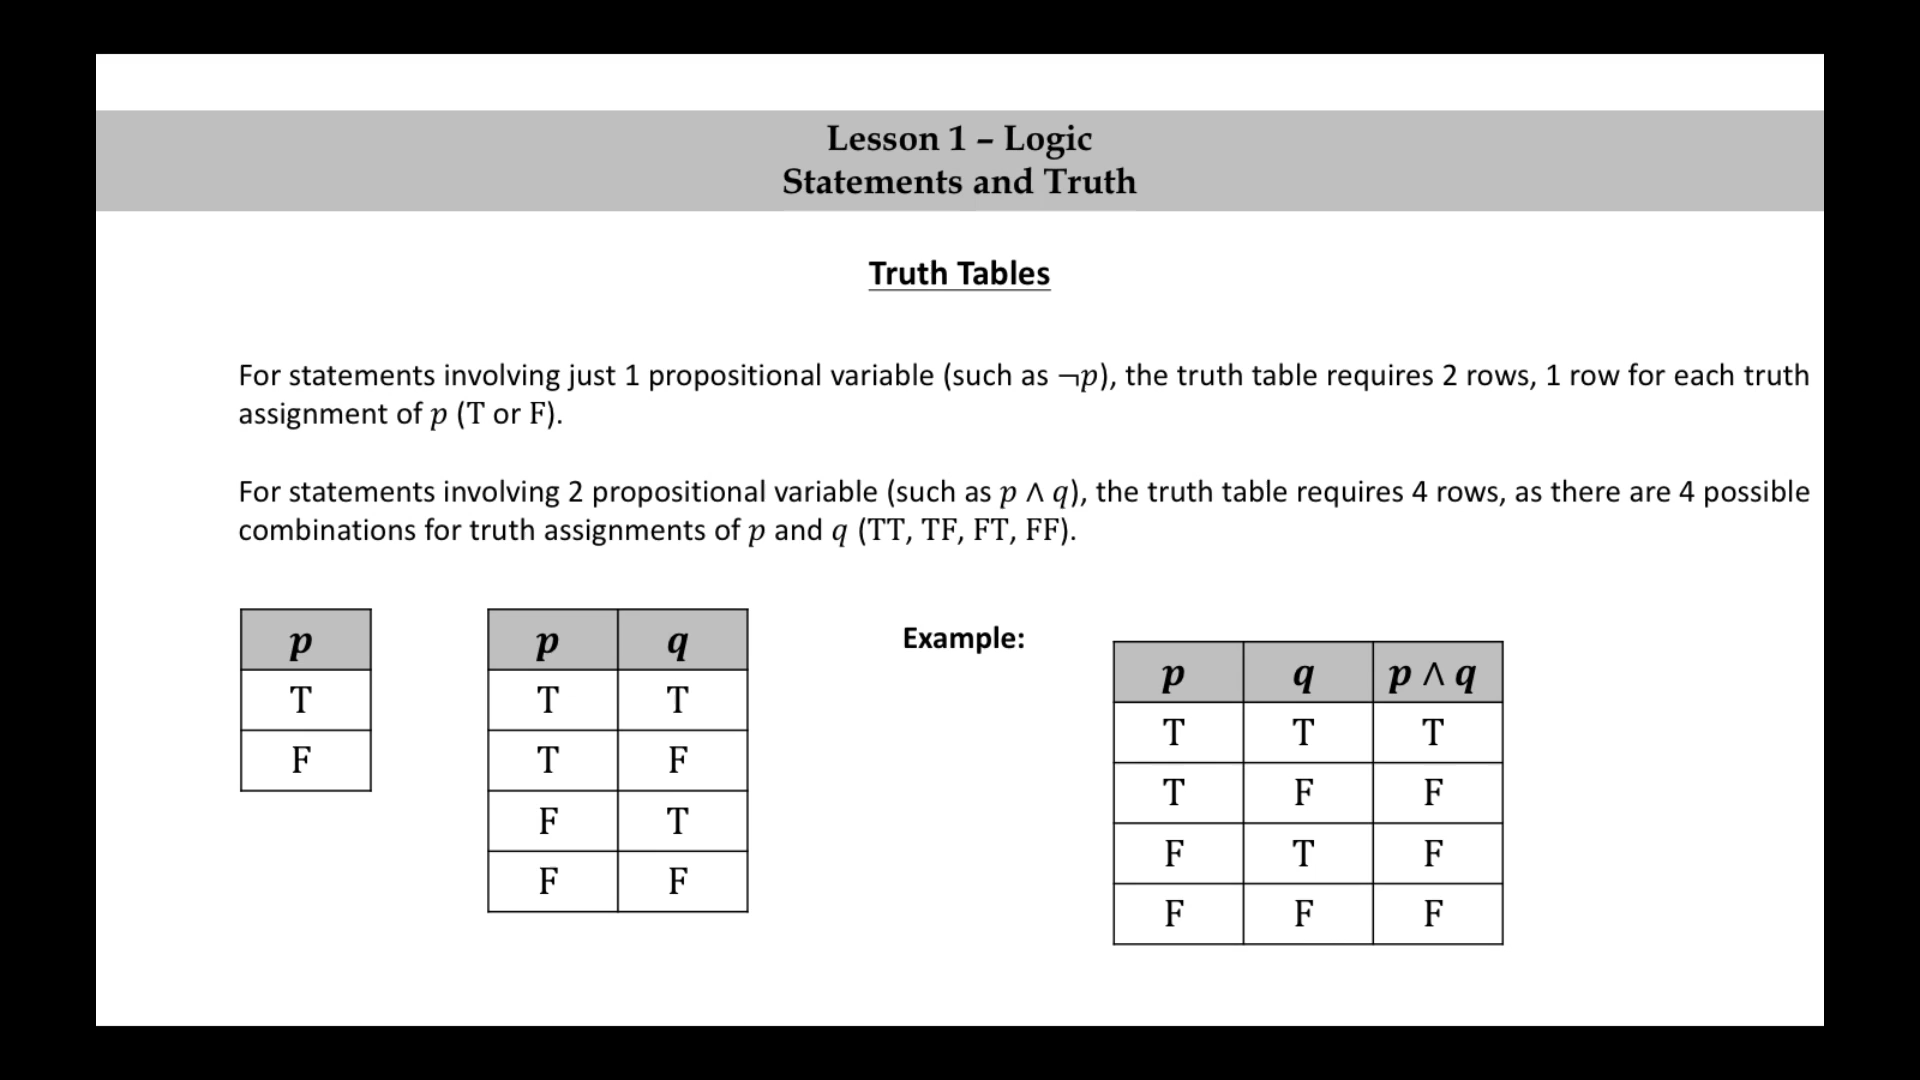 Lesson 1 – Logic
Statements and Truth
Truth Tables
For statements involving just 1 propositional variable (such as ¬p), the truth table requires 2 rows, 1 row for each truth
assignment of p (T or F).
For statements involving 2 propositional variable (such as p ∧ q), the truth table requires 4 rows, as there are 4 possible
combinations for truth assignments of p and q (TT, TF, FT, FF).
p
T
F
p q
T T
T F
F T
F F
Example:
p q p ∧ q
T T T
T F F
F T F
F F F